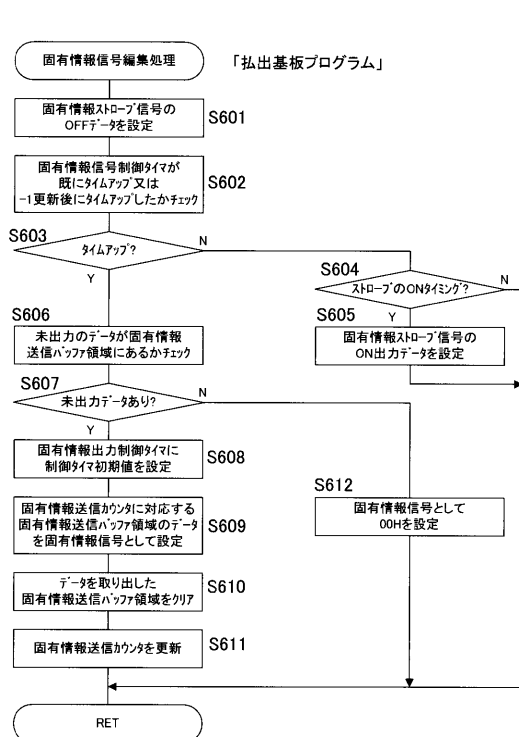 固有情報信号編集処理
「払出基板プログラム」
固有情報ストローブ信号の
OFFデータを設定
S601
固有情報信号制御タイマが
既にタイムアップ又は
-1更新後にタイムアップしたかチェック
S602
S603
タイムアップ?
N
Y
S604
ストローブのONタイミング?
N
Y
S605
固有情報ストローブ信号の
ON出力データを設定
S606
未出力のデータが固有情報
送信バッファ領域にあるかチェック
S607
未出力データあり?
N
Y
固有情報出力制御タイマに
制御タイマ初期値を設定
S608
固有情報送信カウンタに対応する
固有情報送信バッファ領域のデータ
を固有情報信号として設定
S609
S612
固有情報信号として
00Hを設定
データを取り出した
固有情報送信バッファ領域をクリア
S610
固有情報送信カウンタを更新
S611
RET